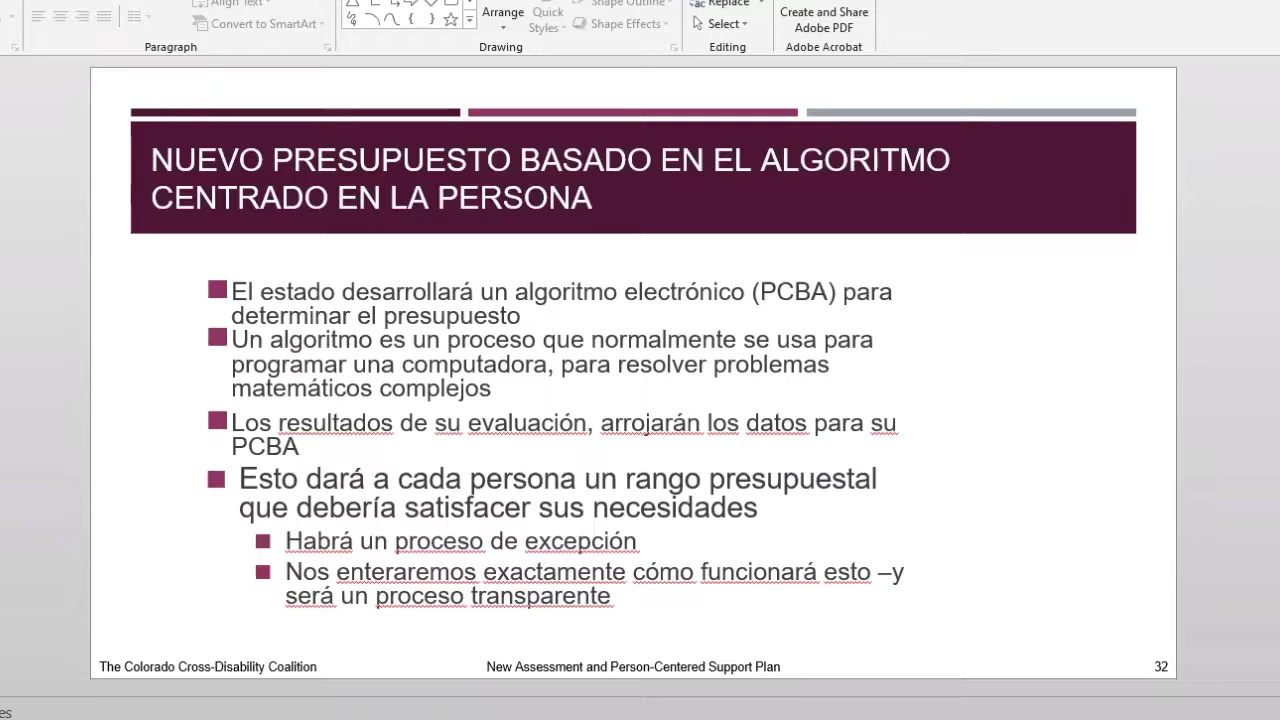 Align Text
Replace
Convert to SmartArt
Arrange
Quick
Styles
Shape Outline
Shape Effects
Select
Create and Share
Adobe PDF
Paragraph
Drawing
Editing
Adobe Acrobat
NUEVO PRESUPUESTO BASADO EN EL ALGORITMO
CENTRADO EN LA PERSONA
El estado desarrollará un algoritmo electrónico (PCBA) para
determinar el presupuesto
Un algoritmo es un proceso que normalmente se usa para
programar una computadora, para resolver problemas
matemáticos complejos
Los resultados de su evaluación, arrojarán los datos para su
PCBA
Esto dará a cada persona un rango presupuestal
que debería satisfacer sus necesidades
Habrá un proceso de excepción
Nos enteraremos exactamente cómo funcionará esto –y
será un proceso transparente
The Colorado Cross-Disability Coalition
New Assessment and Person-Centered Support Plan
32